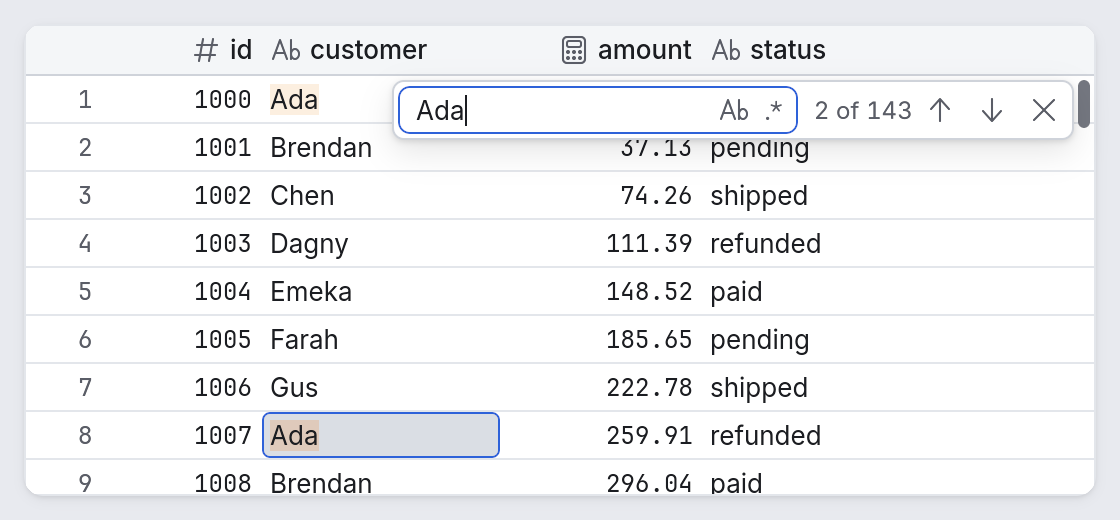 # id Ab customer amount Ab status
1 1000 Ada
Ada Ab .* 2 of 143
2 1001 Brendan 37.13 pending
3 1002 Chen 74.26 shipped
4 1003 Dagny 111.39 refunded
5 1004 Emeka 148.52 paid
6 1005 Farah 185.65 pending
7 1006 Gus 222.78 shipped
8 1007 Ada 259.91 refunded
9 1008 Brendan 296.04 paid